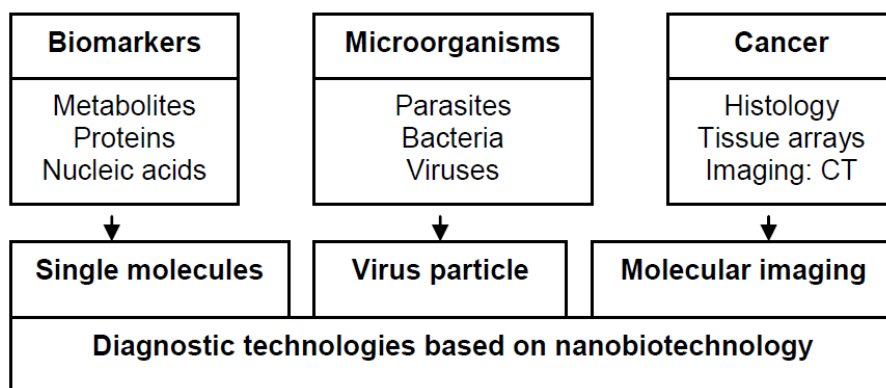 Biomarkers
Metabolites
Proteins
Nucleic acids
Microorganisms
Parasites
Bacteria
Viruses
Cancer
Histology
Tissue arrays
Imaging: CT
Single molecules
Virus particle
Molecular imaging
Diagnostic technologies based on nanobiotechnology